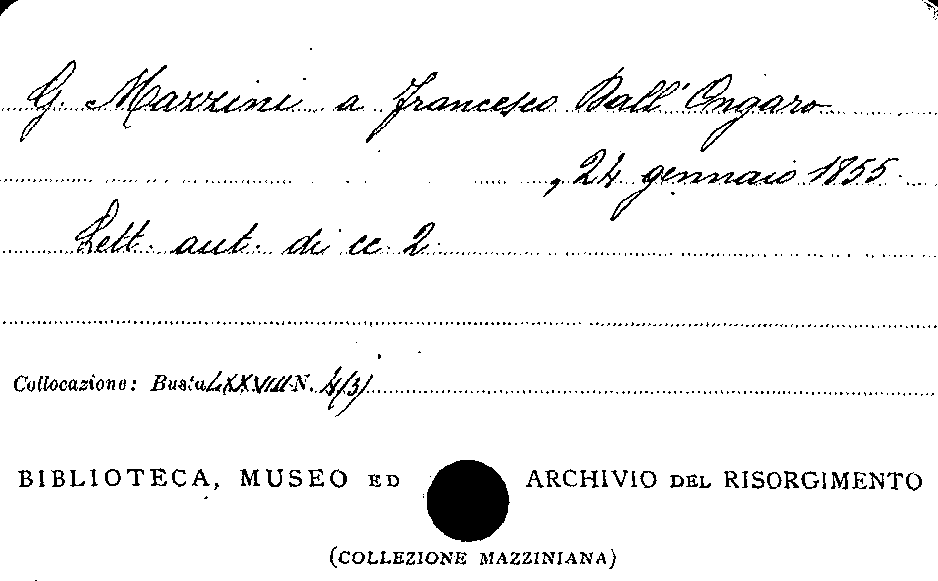 G. Mazzini a Francesco Dall'Ongaro
, 24 gennaio 1855
Lett. aut. di cc. 2
Collocazione: Busta LXXVIII N. 4/3)
BIBLIOTECA, MUSEO ED ARCHIVIO DEL RISORGIMENTO
(COLLEZIONE MAZZINIANA)